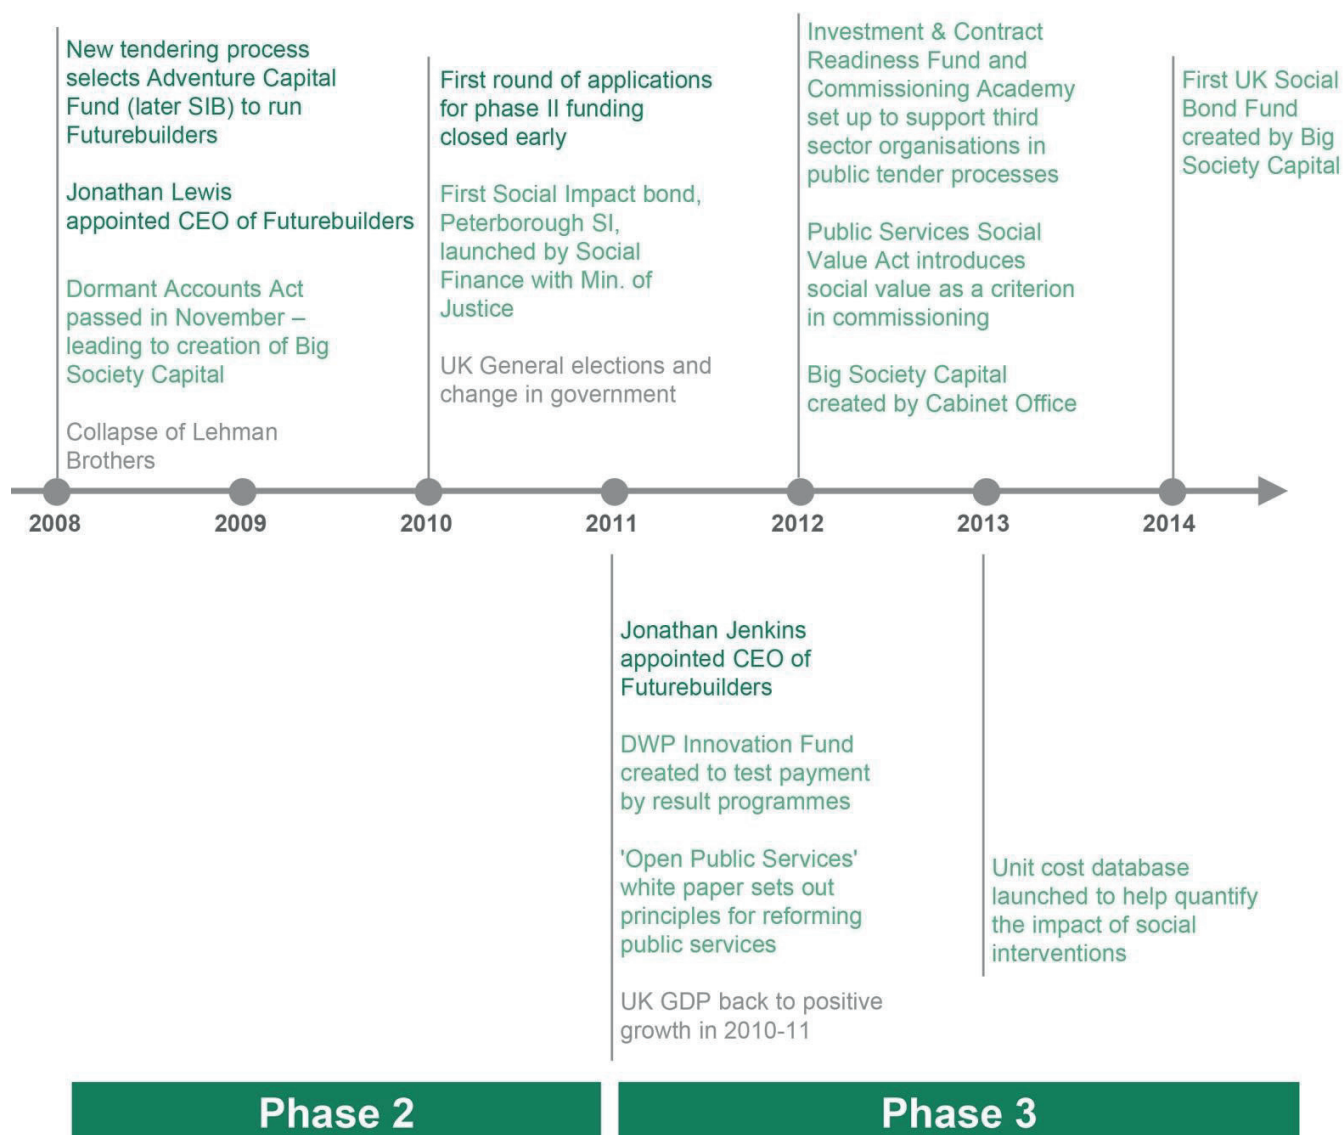 New tendering process
selects Adventure Capital
Fund (later SIB) to run
Futurebuilders
Jonathan Lewis
appointed CEO of Futurebuilders
Dormant Accounts Act
passed in November –
leading to creation of Big
Society Capital
Collapse of Lehman
Brothers
First round of applications
for phase II funding
closed early
First Social Impact bond,
Peterborough SI,
launched by Social
Finance with Min. of
Justice
UK General elections and
change in government
Investment & Contract
Readiness Fund and
Commissioning Academy
set up to support third
sector organisations in
public tender processes
Public Services Social
Value Act introduces
social value as a criterion
in commissioning
Big Society Capital
created by Cabinet Office
First UK Social
Bond Fund
created by Big
Society Capital
2008 2009 2010 2011 2012 2013 2014
Jonathan Jenkins
appointed CEO of
Futurebuilders
DWP Innovation Fund
created to test payment
by result programmes
'Open Public Services'
white paper sets out
principles for reforming
public services
UK GDP back to positive
growth in 2010-11
Unit cost database
launched to help quantify
the impact of social
interventions
Phase 2
Phase 3